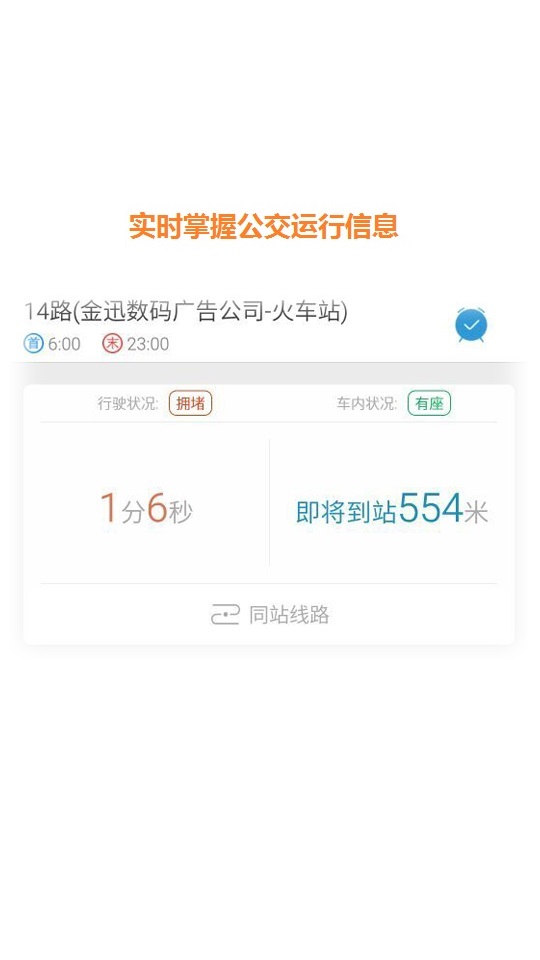 实时掌握公交运行信息
14路(金迅数码广告公司-火车站)
首 6:00 末 23:00
行驶状况: 拥堵 车内状况: 有座
1分6秒 即将到站554米
同站线路